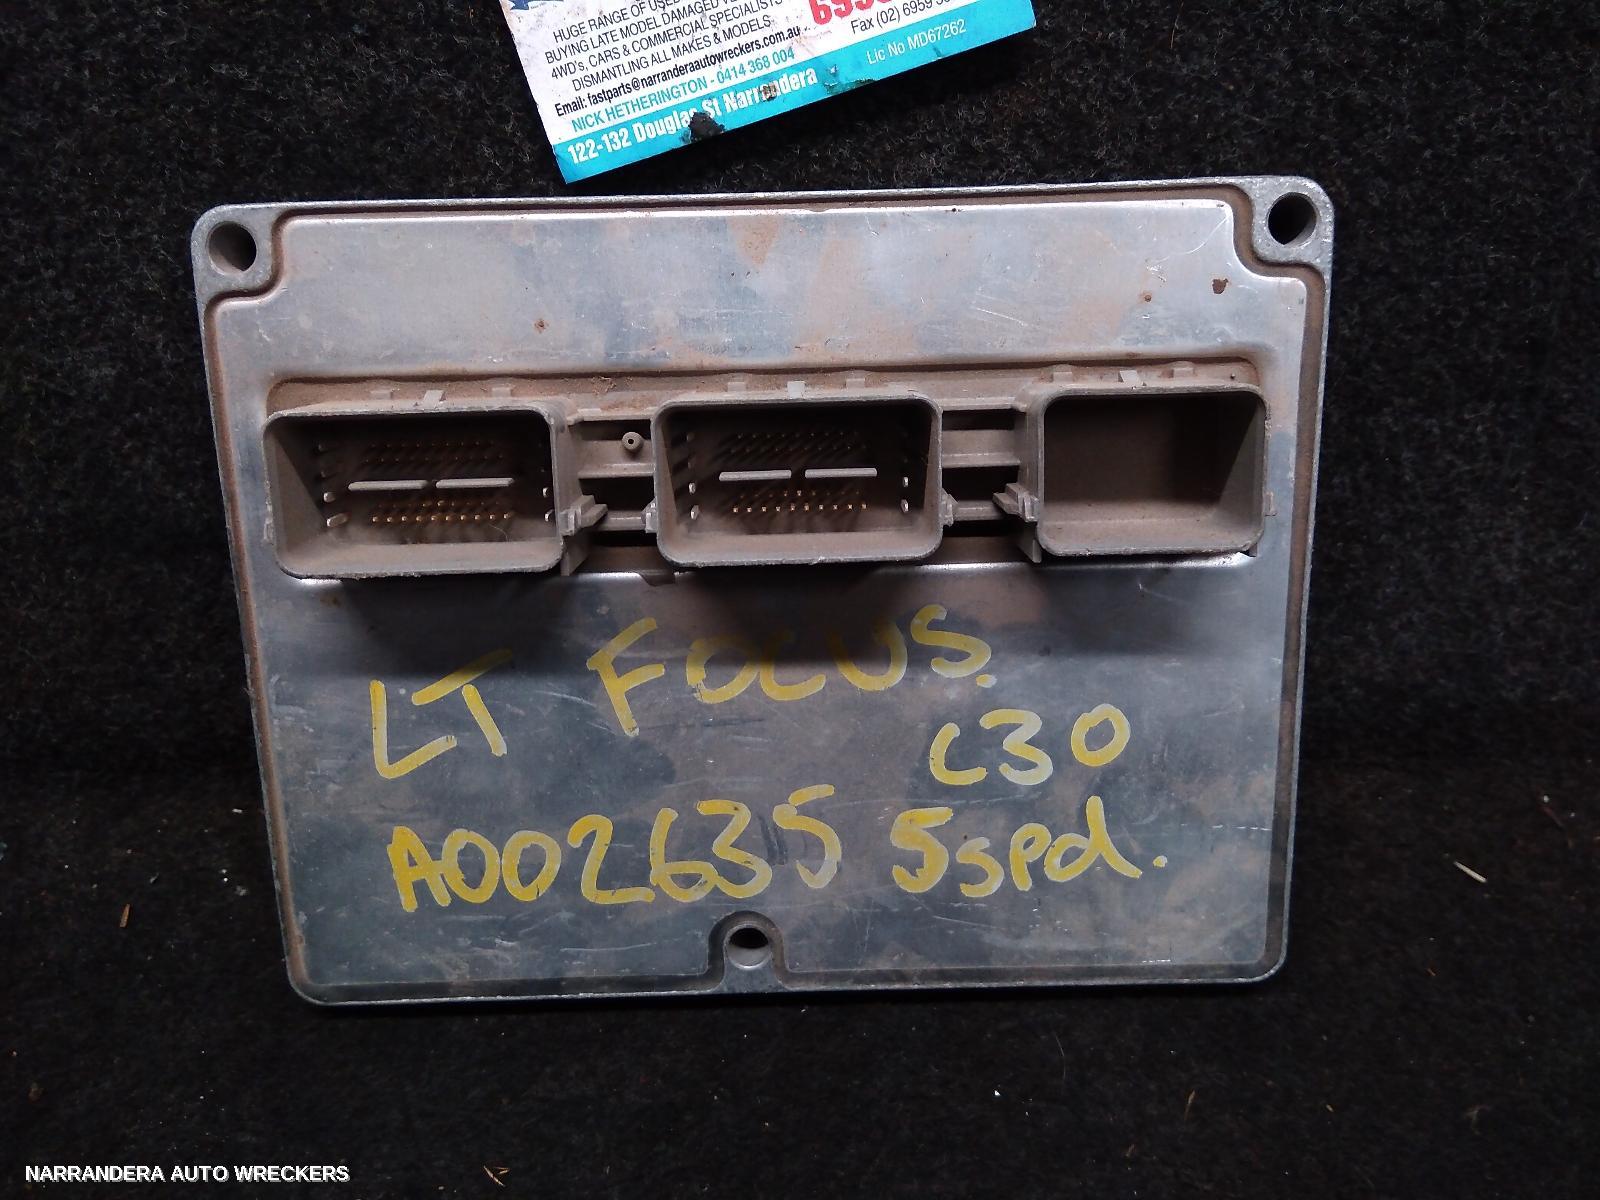 HUGE RANGE OF USED
BUYING LATE MODEL DAMAGED
4WD's, CARS & COMMERCIAL SPECIALISTS
DISMANTLING ALL MAKES & MODELS
Email: fastparts@narranderaautowreckers.com.au
NICK HETHERINGTON - 0414 368 004
122-132 Douglas St Narrandera
Fax (02) 6959
Lic No MD67262
LT FOCUS.
C30
A002635 5spd.
NARRANDERA AUTO WRECKERS